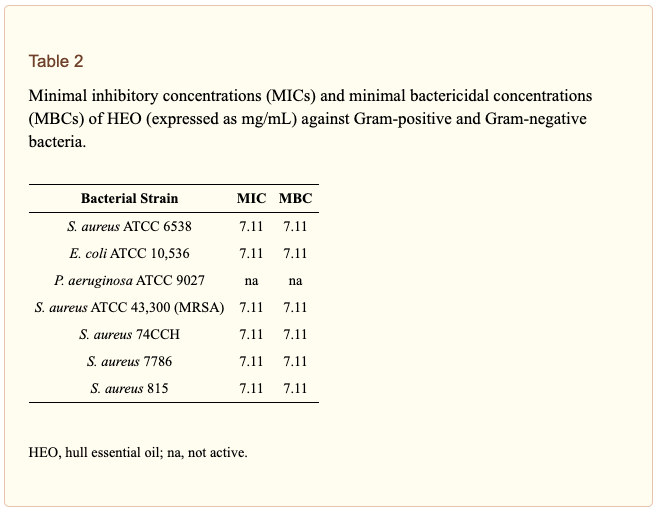 Table 2
Minimal inhibitory concentrations (MICs) and minimal bactericidal concentrations
(MBCs) of HEO (expressed as mg/mL) against Gram-positive and Gram-negative
bacteria.
Bacterial Strain MIC MBC
S. aureus ATCC 6538 7.11 7.11
E. coli ATCC 10,536 7.11 7.11
P. aeruginosa ATCC 9027 na na
S. aureus ATCC 43,300 (MRSA) 7.11 7.11
S. aureus 74CCH 7.11 7.11
S. aureus 7786 7.11 7.11
S. aureus 815 7.11 7.11
HEO, hull essential oil; na, not active.